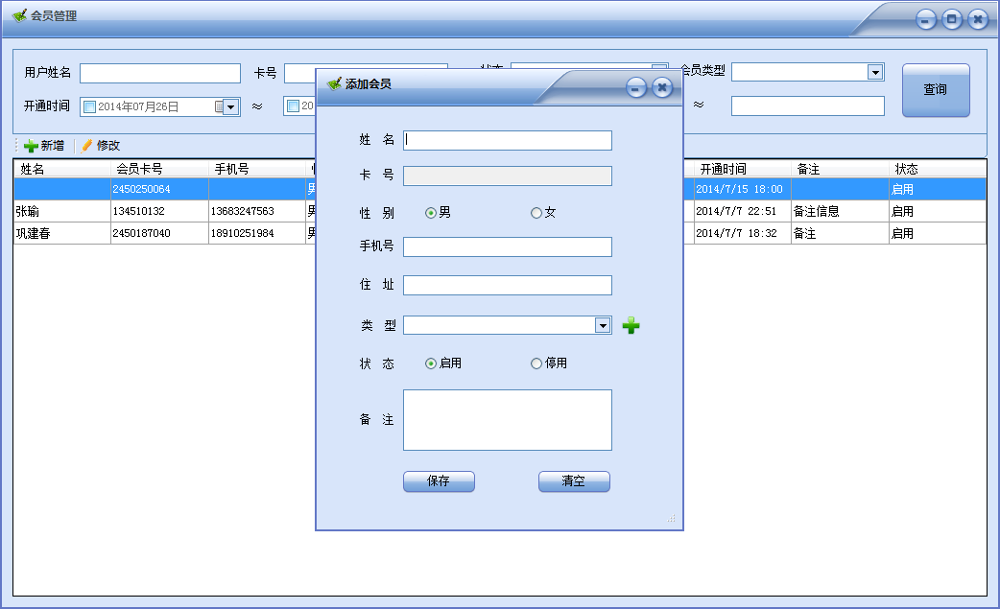 会员管理
用户姓名 卡号 状态 会员类型 查询
开通时间 2014年07月26日 ≈ 20 ≈
新增 修改
姓名 会员卡号 手机号 开通时间 备注 状态
2450250064 男 2014/7/15 18:00 启用
张瑜 134510132 13683247563 男 2014/7/7 22:51 备注信息 启用
巩建春 2450187040 18910251984 男 2014/7/7 18:32 备注 启用
添加会员
姓 名
卡 号
性 别 男 女
手机号
住 址
类 型
状 态 启用 停用
备 注
保存 清空